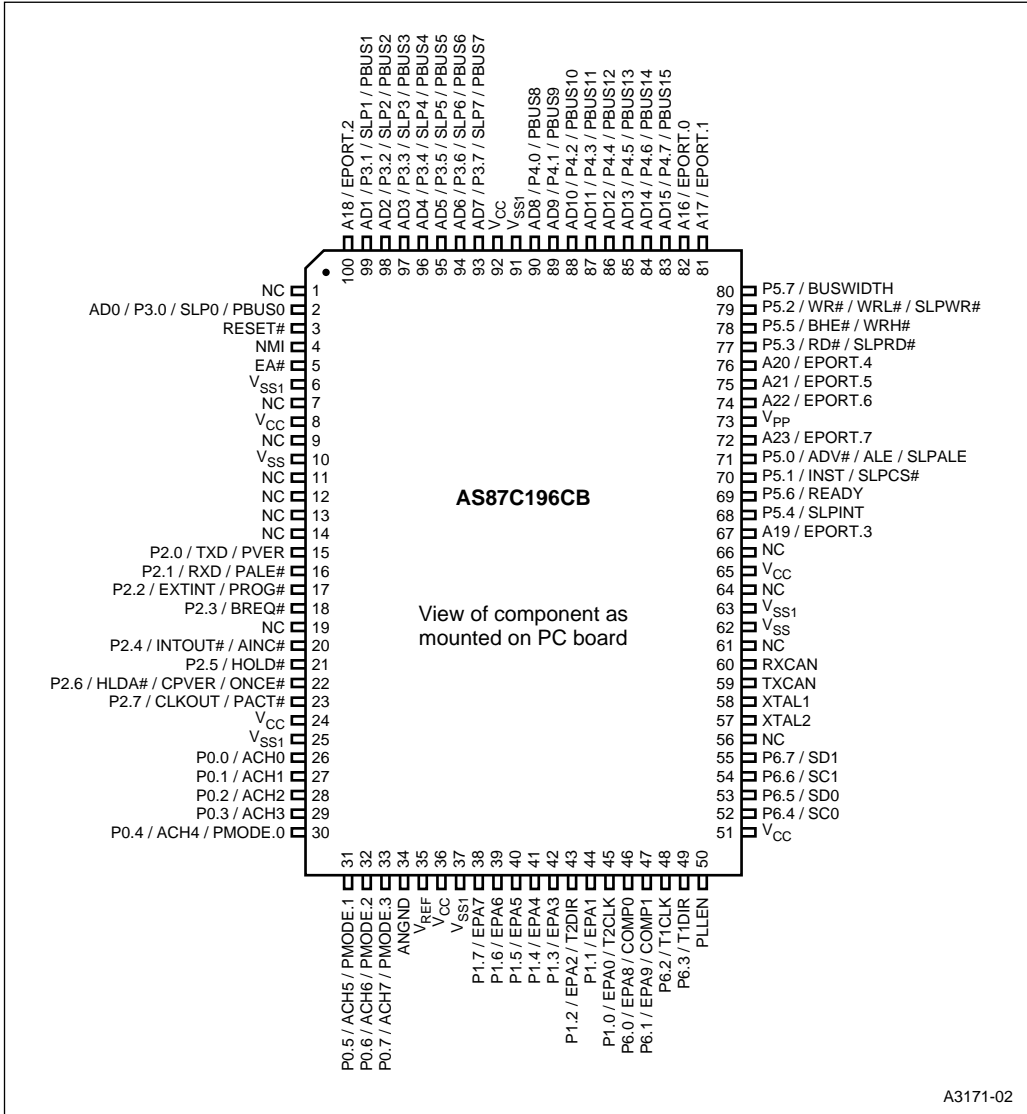 A18 / EPORT.2
AD1 / P3.1 / SLP1 / PBUS1
AD2 / P3.2 / SLP2 / PBUS2
AD3 / P3.3 / SLP3 / PBUS3
AD4 / P3.4 / SLP4 / PBUS4
AD5 / P3.5 / SLP5 / PBUS5
AD6 / P3.6 / SLP6 / PBUS6
AD7 / P3.7 / SLP7 / PBUS7
VCC
VSS1
AD8 / P4.0 / PBUS8
AD9 / P4.1 / PBUS9
AD10 / P4.2 / PBUS10
AD11 / P4.3 / PBUS11
AD12 / P4.4 / PBUS12
AD13 / P4.5 / PBUS13
AD14 / P4.6 / PBUS14
AD15 / P4.7 / PBUS15
A16 / EPORT.0
A17 / EPORT.1
100 99 98 97 96 95 94 93 92 91 90 89 88 87 86 85 84 83 82 81
NC 1
AD0 / P3.0 / SLP0 / PBUS0 2
RESET# 3
NMI 4
EA# 5
VSS1 6
NC 7
VCC 8
NC 9
VSS 10
NC 11
NC 12
NC 13
NC 14
P2.0 / TXD / PVER 15
P2.1 / RXD / PALE# 16
P2.2 / EXTINT / PROG# 17
P2.3 / BREQ# 18
NC 19
P2.4 / INTOUT# / AINC# 20
P2.5 / HOLD# 21
P2.6 / HLDA# / CPVER / ONCE# 22
P2.7 / CLKOUT / PACT# 23
VCC 24
VSS1 25
P0.0 / ACH0 26
P0.1 / ACH1 27
P0.2 / ACH2 28
P0.3 / ACH3 29
P0.4 / ACH4 / PMODE.0 30
AS87C196CB
View of component as
mounted on PC board
80 P5.7 / BUSWIDTH
79 P5.2 / WR# / WRL# / SLPWR#
78 P5.5 / BHE# / WRH#
77 P5.3 / RD# / SLPRD#
76 A20 / EPORT.4
75 A21 / EPORT.5
74 A22 / EPORT.6
73 VPP
72 A23 / EPORT.7
71 P5.0 / ADV# / ALE / SLPALE
70 P5.1 / INST / SLPCS#
69 P5.6 / READY
68 P5.4 / SLPINT
67 A19 / EPORT.3
66 NC
65 VCC
64 NC
63 VSS1
62 VSS
61 NC
60 RXCAN
59 TXCAN
58 XTAL1
57 XTAL2
56 NC
55 P6.7 / SD1
54 P6.6 / SC1
53 P6.5 / SD0
52 P6.4 / SC0
51 VCC
31 32 33 34 35 36 37 38 39 40 41 42 43 44 45 46 47 48 49 50
P0.5 / ACH5 / PMODE.1
P0.6 / ACH6 / PMODE.2
P0.7 / ACH7 / PMODE.3
ANGND
VREF
VCC
VSS1
P1.7 / EPA7
P1.6 / EPA6
P1.5 / EPA5
P1.4 / EPA4
P1.3 / EPA3
P1.2 / EPA2 / T2DIR
P1.1 / EPA1
P1.0 / EPA0 / T2CLK
P6.0 / EPA8 / COMP0
P6.1 / EPA9 / COMP1
P6.2 / T1CLK
P6.3 / T1DIR
PLLEN
A3171-02